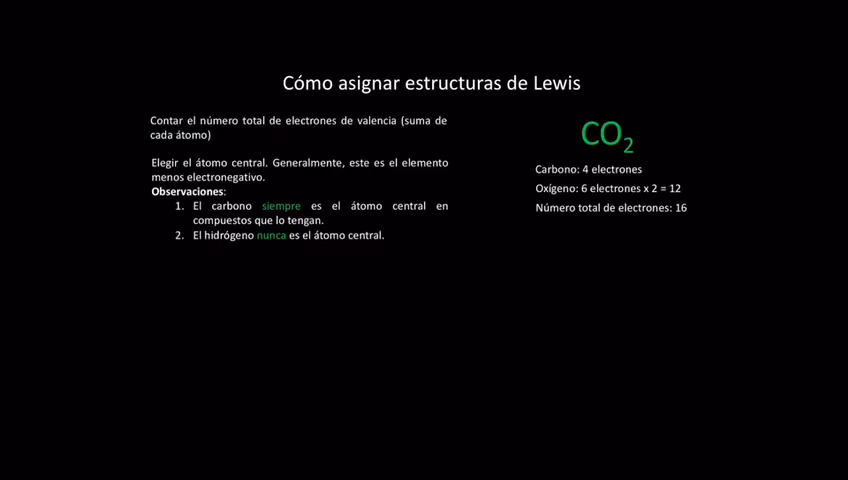 Cómo asignar estructuras de Lewis
Contar el número total de electrones de valencia (suma de
cada átomo)
Elegir el átomo central. Generalmente, este es el elemento
menos electronegativo.
Observaciones:
1. El carbono siempre es el átomo central en
compuestos que lo tengan.
2. El hidrógeno nunca es el átomo central.
CO2
Carbono: 4 electrones
Oxígeno: 6 electrones x 2 = 12
Número total de electrones: 16